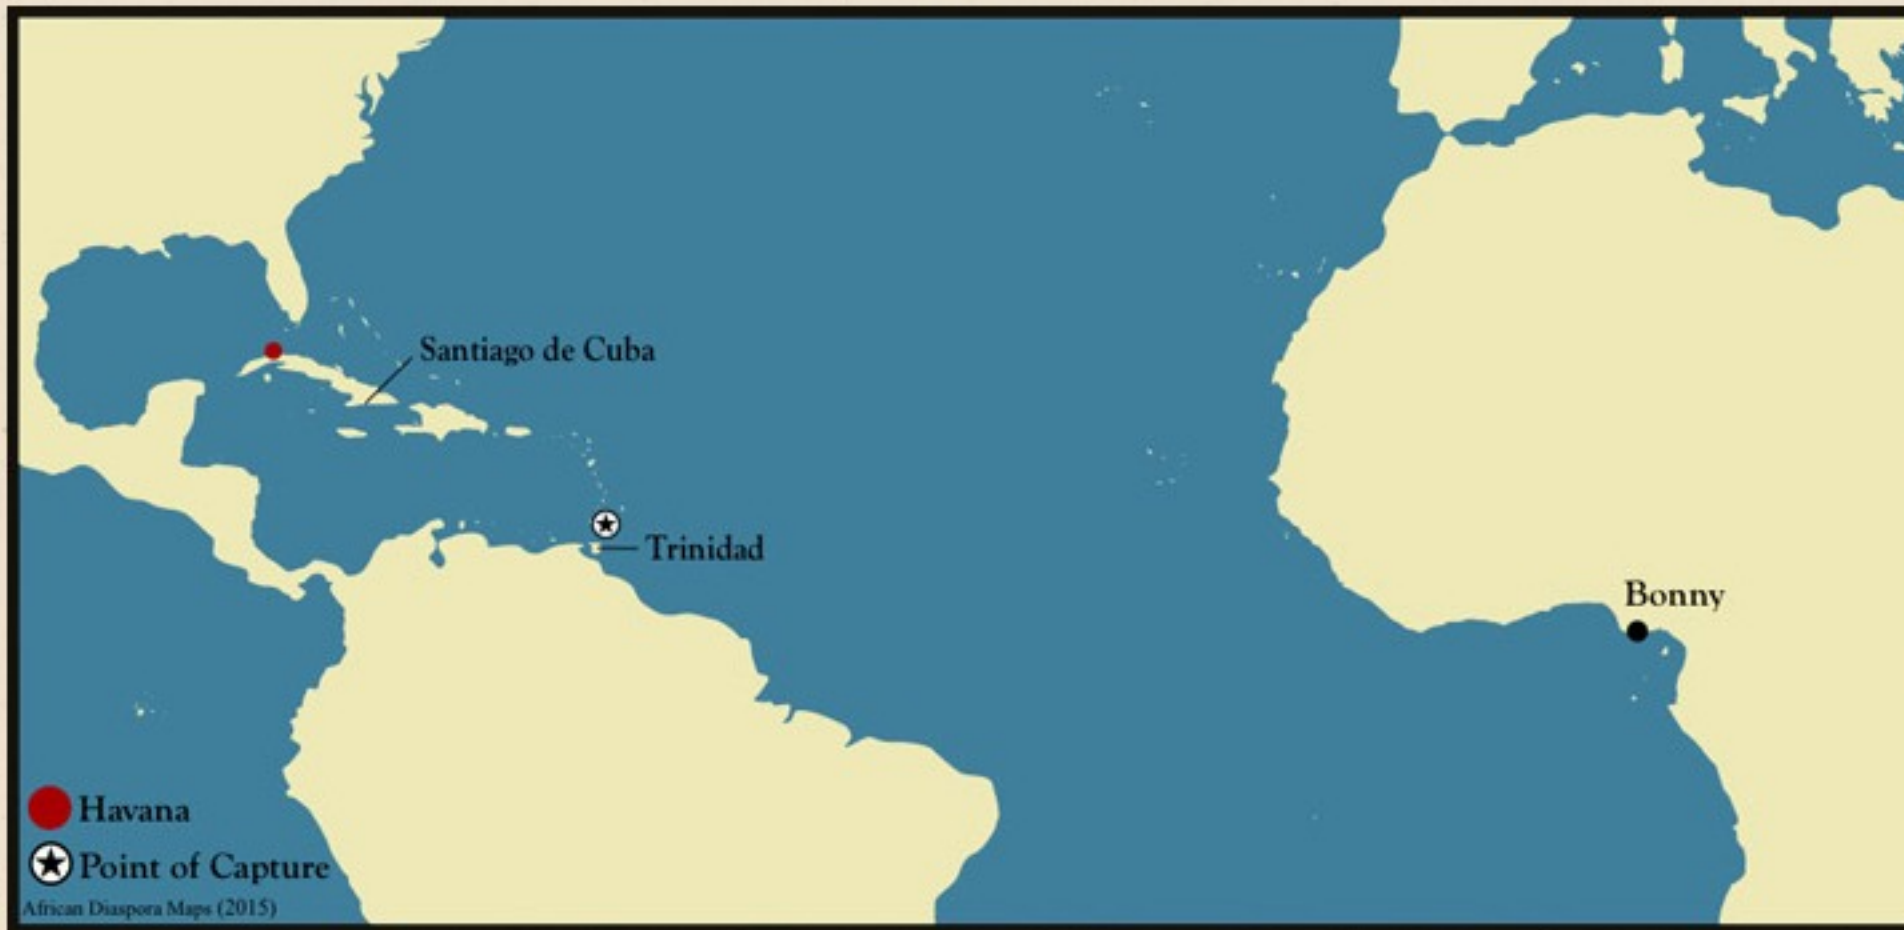 Santiago de Cuba
Trinidad
Bonny
Havana
Point of Capture
African Diaspora Maps (2015)